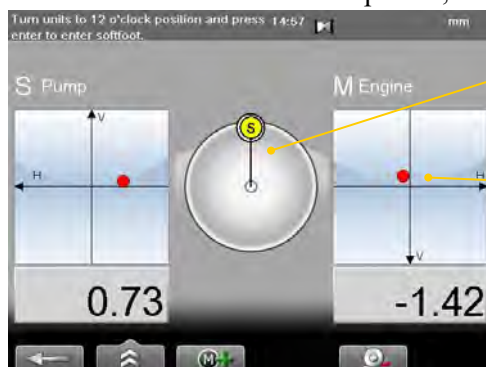 Turn units to 12 o'clock position and press 14:57 mm
enter to enter softfoot.
S Pump
M Engine
V
S
H
H
V
0.73
-1.42
M